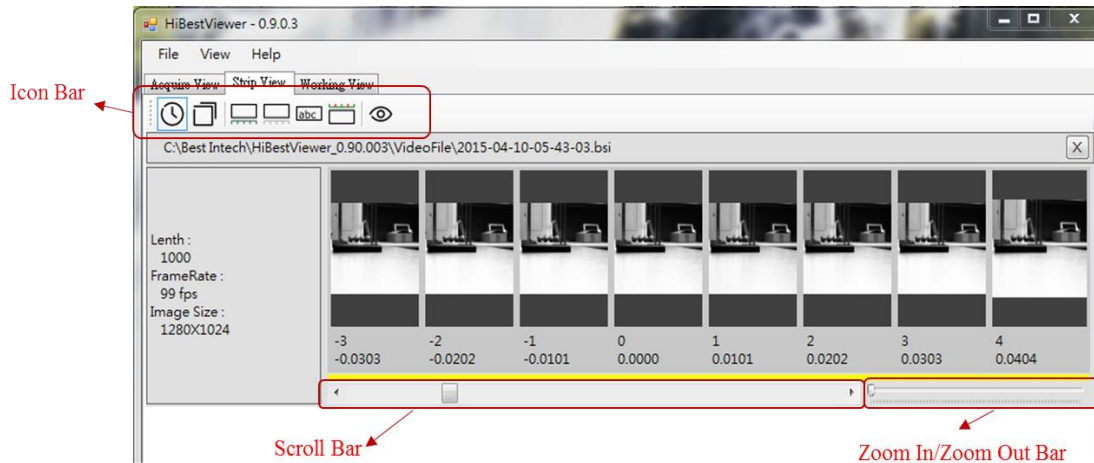 HiBestViewer - 0.9.0.3
File View Help
Acquire View Strip View Working View
Icon Bar
abc
C:\Best Intech\HiBestViewer_0.90.003\VideoFile\2015-04-10-05-43-03.bsi
X
Lenth :
1000
FrameRate :
99 fps
Image Size :
1280X1024
-3 -2 -1 0 1 2 3 4
-0.0303 -0.0202 -0.0101 0.0000 0.0101 0.0202 0.0303 0.0404
Scroll Bar
Zoom In/Zoom Out Bar